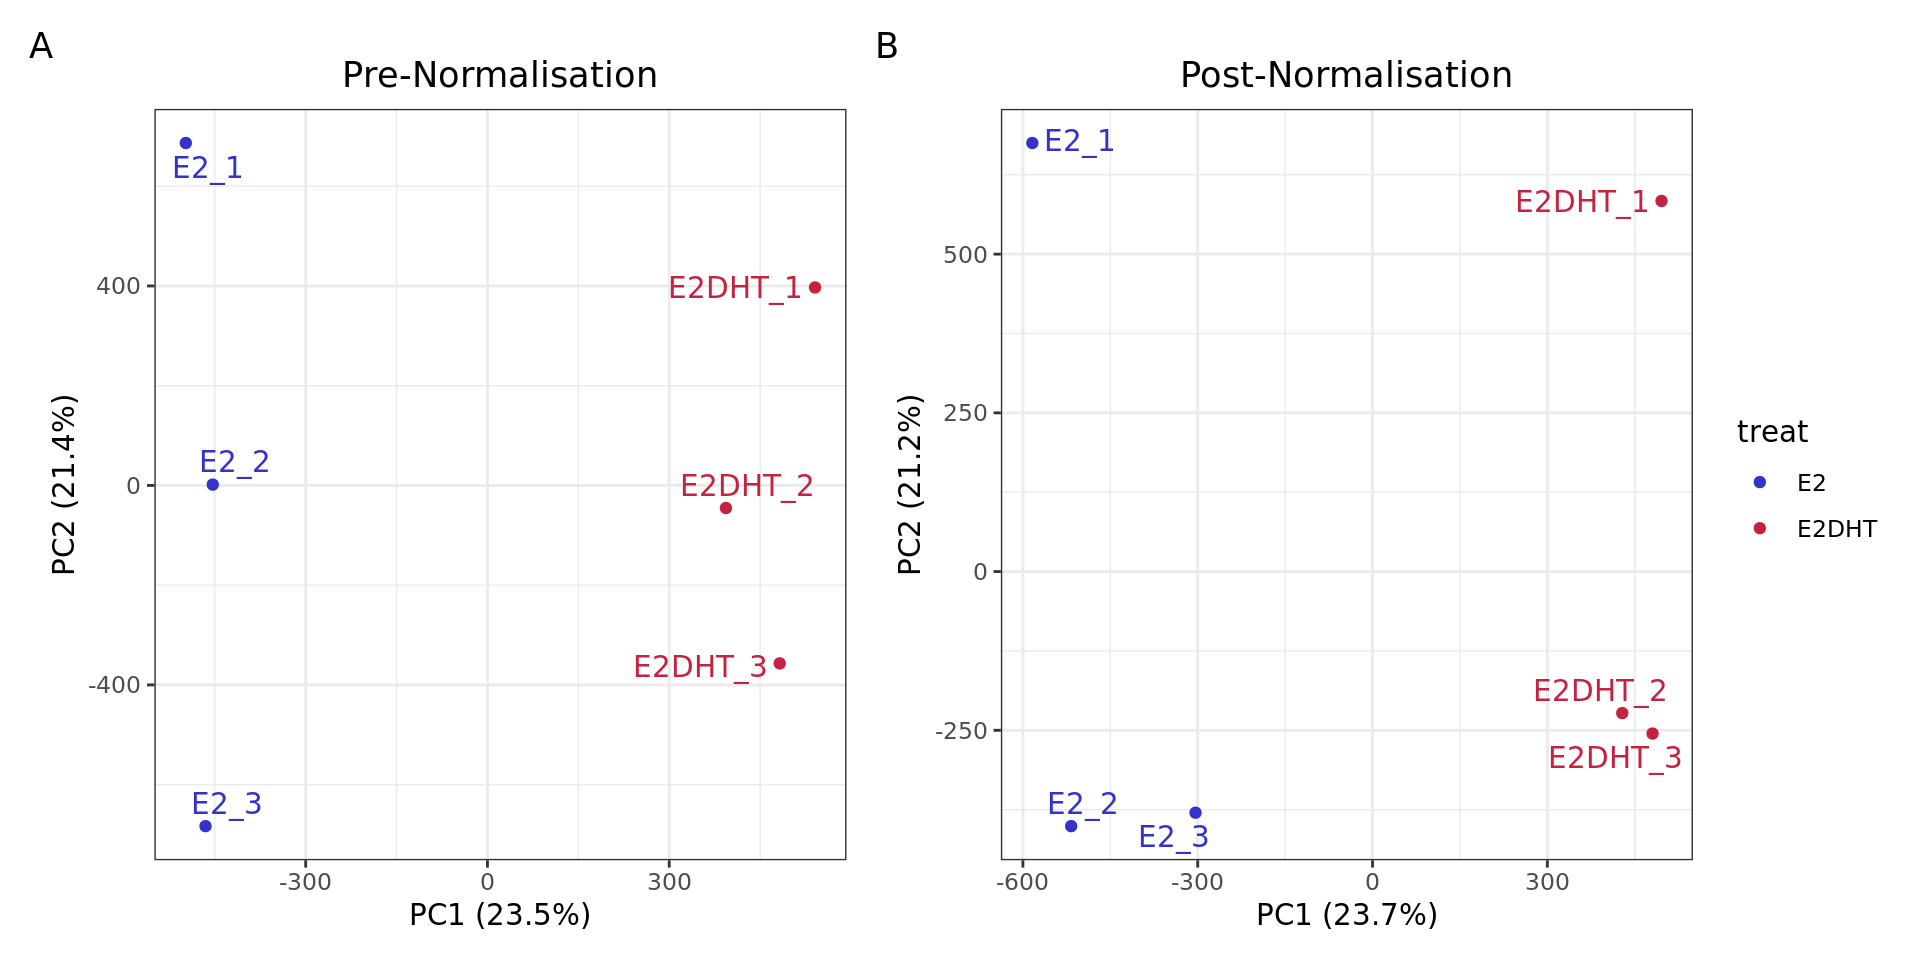 A
Pre-Normalisation
E2_1
E2DHT_1
E2_2
E2DHT_2
E2DHT_3
E2_3
400
0
-400
-300
0
300
PC1 (23.5%)
PC2 (21.4%)
B
Post-Normalisation
E2_1
E2DHT_1
E2DHT_2
E2DHT_3
E2_2
E2_3
500
250
0
-250
-600
-300
0
300
PC1 (23.7%)
PC2 (21.2%)
treat
E2
E2DHT